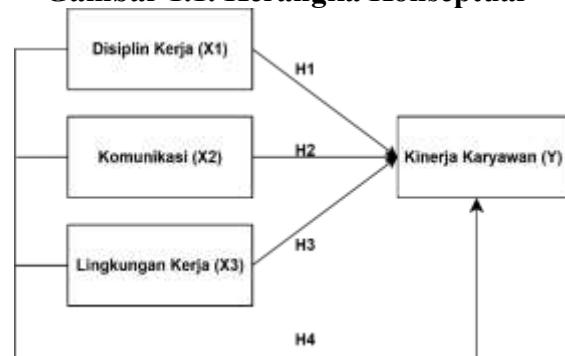 Gambar 1.1. Kerangka Konseptual
Disiplin Kerja (X1)
H1
Komunikasi (X2)
H2
Kinerja Karyawan (Y)
Lingkungan Kerja (X3)
H3
H4